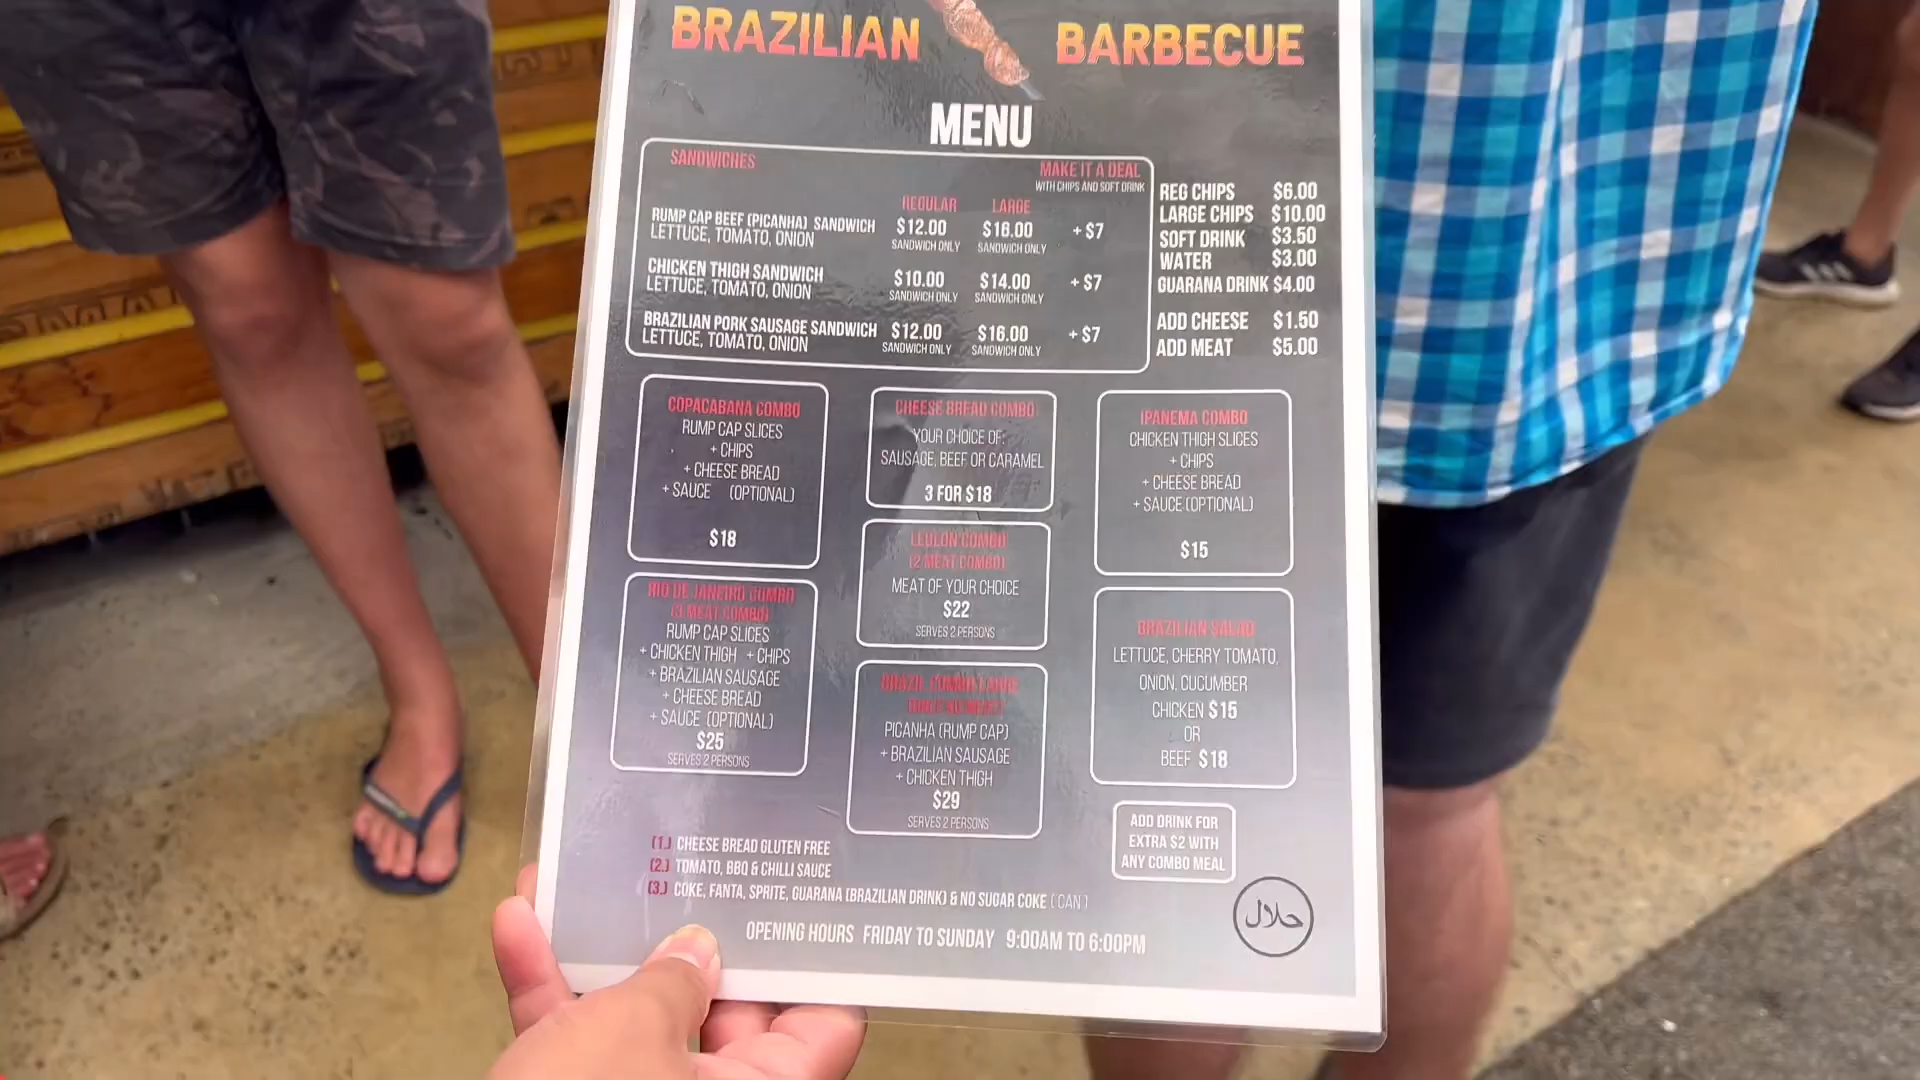 BRAZILIAN BARBECUE
MENU
SANDWICHES
MAKE IT A DEAL
WITH CHIPS AND SOFT DRINK
REGULAR LARGE
RUMP CAP BEEF (PICANHA) SANDWICH $12.00 $16.00 + $7
LETTUCE, TOMATO, ONION SANDWICH ONLY SANDWICH ONLY
CHICKEN THIGH SANDWICH $10.00 $14.00 + $7
LETTUCE, TOMATO, ONION SANDWICH ONLY SANDWICH ONLY
BRAZILIAN PORK SAUSAGE SANDWICH $12.00 $16.00 + $7
LETTUCE, TOMATO, ONION SANDWICH ONLY SANDWICH ONLY
REG CHIPS $6.00
LARGE CHIPS $10.00
SOFT DRINK $3.50
WATER $3.00
GUARANA DRINK $4.00
ADD CHEESE $1.50
ADD MEAT $5.00
COPACABANA COMBO
RUMP CAP SLICES
+ CHIPS
+ CHEESE BREAD
+ SAUCE (OPTIONAL)
$18
CHEESE BREAD COMBO
YOUR CHOICE OF:
SAUSAGE, BEEF OR CARAMEL
3 FOR $18
IPANEMA COMBO
CHICKEN THIGH SLICES
+ CHIPS
+ CHEESE BREAD
+ SAUCE (OPTIONAL)
$15
RIO DE JANEIRO COMBO
(3 MEAT COMBO)
RUMP CAP SLICES
+ CHICKEN THIGH + CHIPS
+ BRAZILIAN SAUSAGE
+ CHEESE BREAD
+ SAUCE (OPTIONAL)
$25
SERVES 2 PERSONS
LEBLON COMBO
(2 MEAT COMBO)
MEAT OF YOUR CHOICE
$22
SERVES 2 PERSONS
BRAZIL COMBO
PICANHA (RUMP CAP)
+ BRAZILIAN SAUSAGE
+ CHICKEN THIGH
$29
SERVES 2 PERSONS
BRAZILIAN SALAD
LETTUCE, CHERRY TOMATO,
ONION, CUCUMBER
CHICKEN $15
OR
BEEF $18
ADD DRINK FOR
EXTRA $2 WITH
ANY COMBO MEAL
(1.) CHEESE BREAD GLUTEN FREE
(2.) TOMATO, BBQ & CHILLI SAUCE
(3.) COKE, FANTA, SPRITE, GUARANA (BRAZILIAN DRINK) & NO SUGAR COKE (CAN)
OPENING HOURS FRIDAY TO SUNDAY 9:00AM TO 6:00PM
حلال